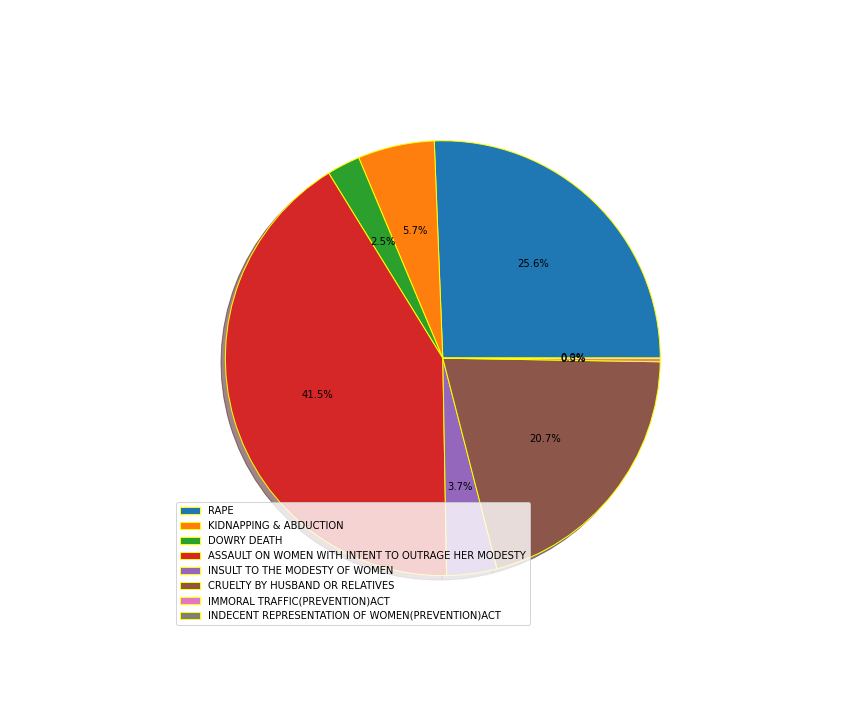 5.7%
2.5%
25.6%
41.5%
20.7%
3.7%
RAPE
KIDNAPPING & ABDUCTION
DOWRY DEATH
ASSAULT ON WOMEN WITH INTENT TO OUTRAGE HER MODESTY
INSULT TO THE MODESTY OF WOMEN
CRUELTY BY HUSBAND OR RELATIVES
IMMORAL TRAFFIC(PREVENTION)ACT
INDECENT REPRESENTATION OF WOMEN(PREVENTION)ACT